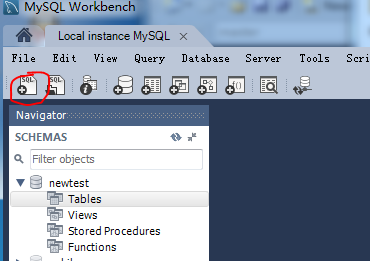 MySQL Workbench
Local instance MySQL
File Edit View Query Database Server Tools Scri
SQL SQL
Navigator
SCHEMAS
Filter objects
newtest
Tables
Views
Stored Procedures
Functions